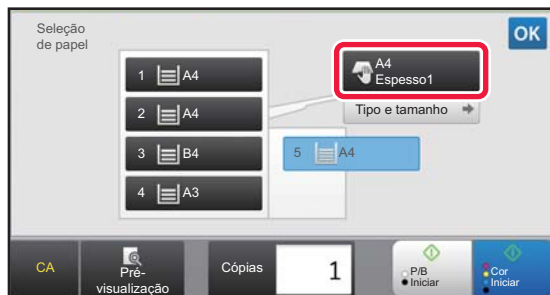 Seleção
de papel
OK
1 A4
2 A4
3 B4
4 A3
A4
Espesso1
Tipo e tamanho
5 A4
CA
Pré-
visualização
Cópias
1
P/B
Iniciar
Cor
Iniciar